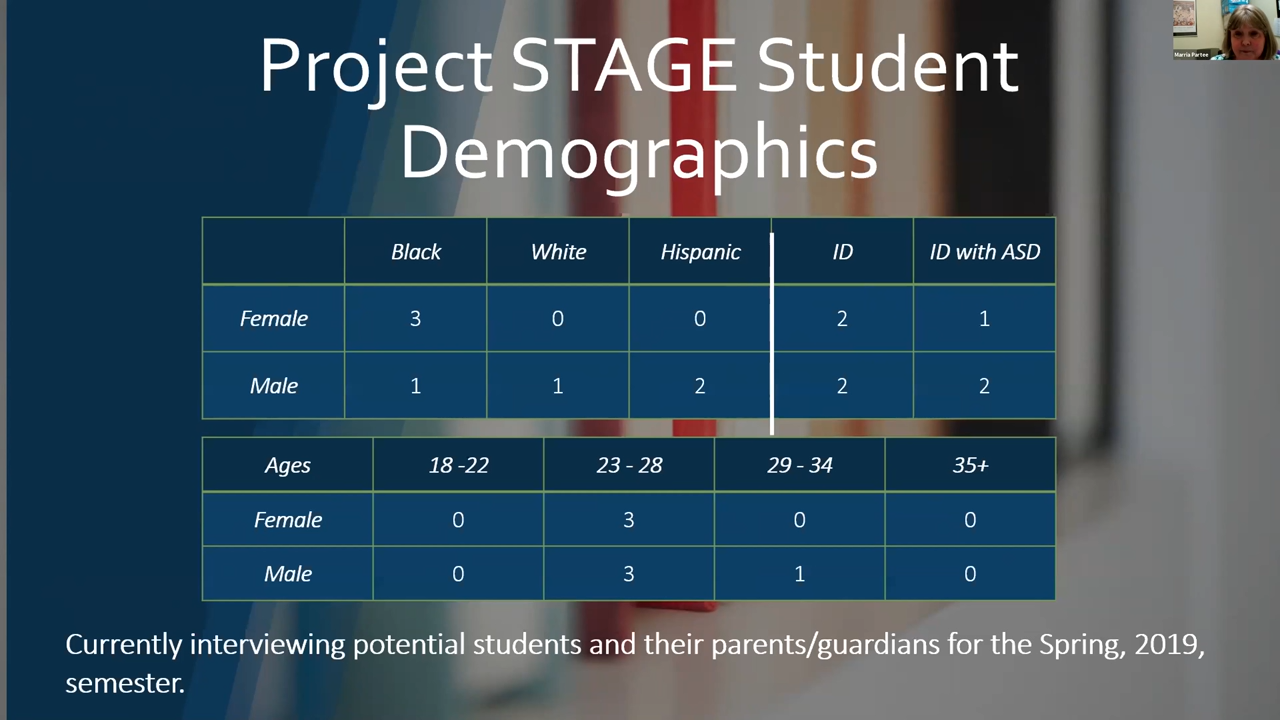 Marria Partee
Project STAGE Student
Demographics
Black White Hispanic ID ID with ASD
Female 3 0 0 2 1
Male 1 1 2 2 2
Ages 18 -22 23 - 28 29 - 34 35+
Female 0 3 0 0
Male 0 3 1 0
Currently interviewing potential students and their parents/guardians for the Spring, 2019,
semester.